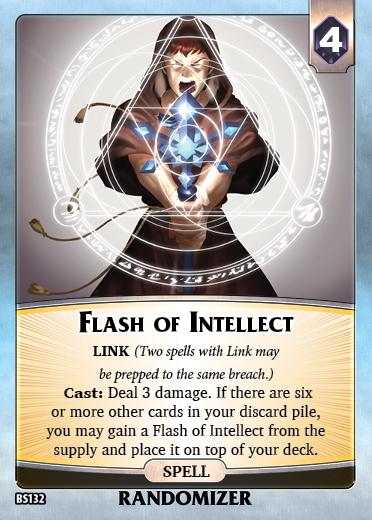 4
FLASH OF INTELLECT
LINK (Two spells with Link may
be prepped to the same breach.)
Cast: Deal 3 damage. If there are six
or more other cards in your discard pile,
you may gain a Flash of Intellect from the
supply and place it on top of your deck.
SPELL
BS132
RANDOMIZER